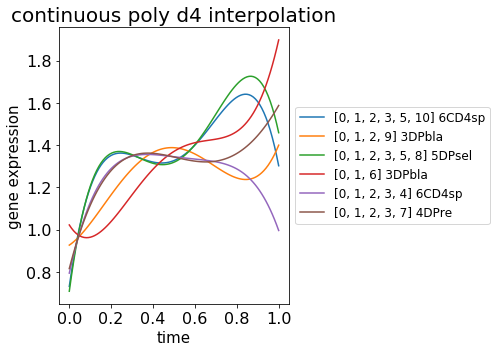 continuous poly d4 interpolation
gene expression
1.8
1.6
1.4
1.2
1.0
0.8
0.0 0.2 0.4 0.6 0.8 1.0
time
[0, 1, 2, 3, 5, 10] 6CD4sp
[0, 1, 2, 9] 3DPbla
[0, 1, 2, 3, 5, 8] 5DPsel
[0, 1, 6] 3DPbla
[0, 1, 2, 3, 4] 6CD4sp
[0, 1, 2, 3, 7] 4DPre